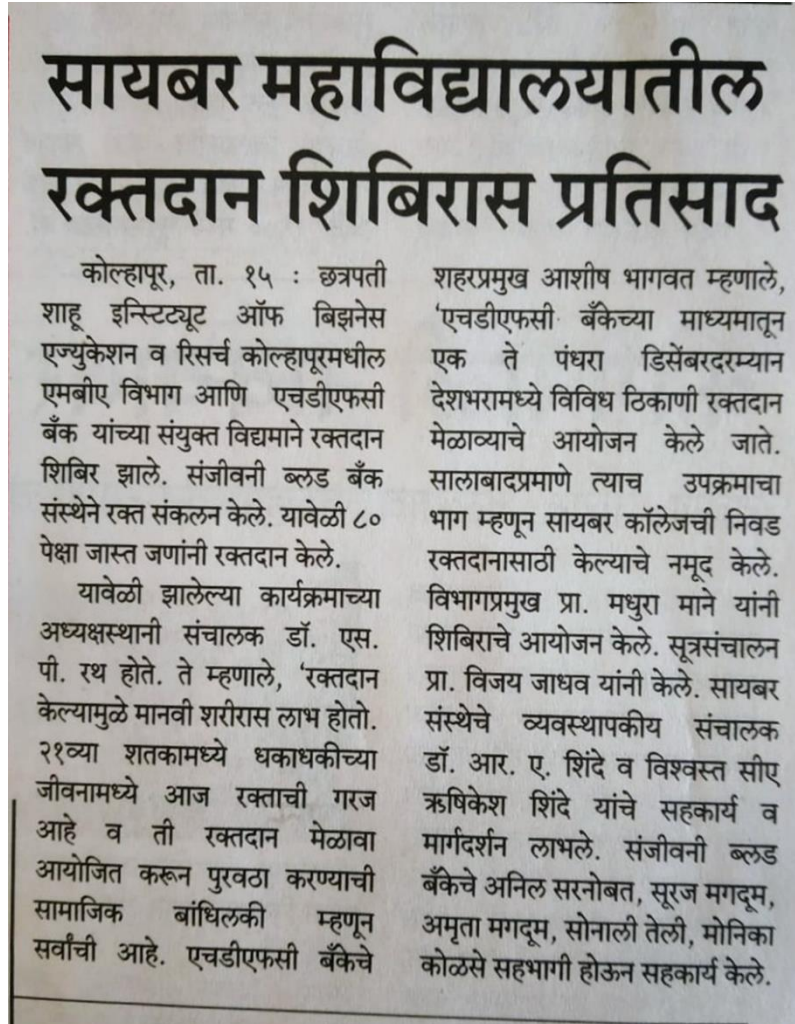 सायबर महाविद्यालयातील
रक्तदान शिबिरास प्रतिसाद
कोल्हापूर, ता. १५ : छत्रपती
शाहू इन्स्टिट्यूट ऑफ बिझनेस
एज्युकेशन व रिसर्च कोल्हापूरमधील
एमबीए विभाग आणि एचडीएफसी
बँक यांच्या संयुक्त विद्यमाने रक्तदान
शिबिर झाले. संजीवनी ब्लड बँक
संस्थेने रक्त संकलन केले. यावेळी ८०
पेक्षा जास्त जणांनी रक्तदान केले.
यावेळी झालेल्या कार्यक्रमाच्या
अध्यक्षस्थानी संचालक डॉ. एस.
पी. रथ होते. ते म्हणाले, ‘रक्तदान
केल्यामुळे मानवी शरीरास लाभ होतो.
२१व्या शतकामध्ये धकाधकीच्या
जीवनामध्ये आज रक्ताची गरज
आहे व ती रक्तदान मेळावा
आयोजित करून पुरवठा करण्याची
सामाजिक बांधिलकी म्हणून
सर्वांची आहे. एचडीएफसी बँकेचे
शहरप्रमुख आशीष भागवत म्हणाले,
‘एचडीएफसी बँकेच्या माध्यमातून
एक ते पंधरा डिसेंबरदरम्यान
देशभरामध्ये विविध ठिकाणी रक्तदान
मेळाव्याचे आयोजन केले जाते.
सालाबादप्रमाणे त्याच उपक्रमाचा
भाग म्हणून सायबर कॉलेजची निवड
रक्तदानासाठी केल्याचे नमूद केले.
विभागप्रमुख प्रा. मधुरा माने यांनी
शिबिराचे आयोजन केले. सूत्रसंचालन
प्रा. विजय जाधव यांनी केले. सायबर
संस्थेचे व्यवस्थापकीय संचालक
डॉ. आर. ए. शिंदे व विश्वस्त सीए
ऋषिकेश शिंदे यांचे सहकार्य व
मार्गदर्शन लाभले. संजीवनी ब्लड
बँकेचे अनिल सरनोबत, सूरज मगदूम,
अमृता मगदूम, सोनाली तेली, मोनिका
कोळसे सहभागी होऊन सहकार्य केले.